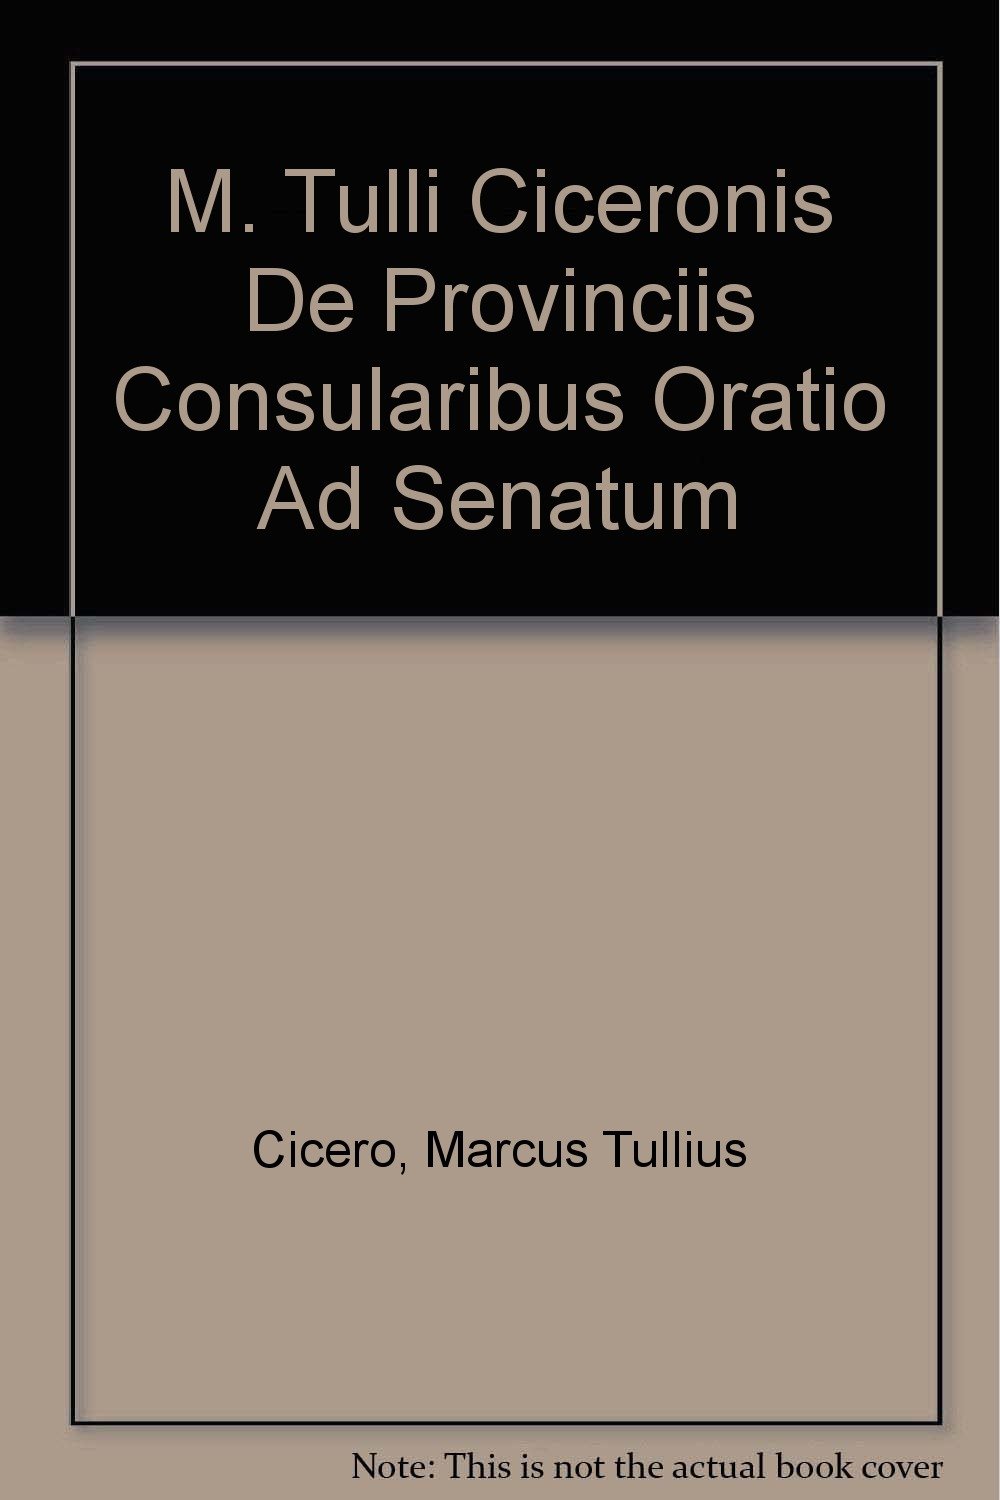 M. Tulli Ciceronis
De Provinciis
Consularibus Oratio
Ad Senatum
Cicero, Marcus Tullius
Note: This is not the actual book cover